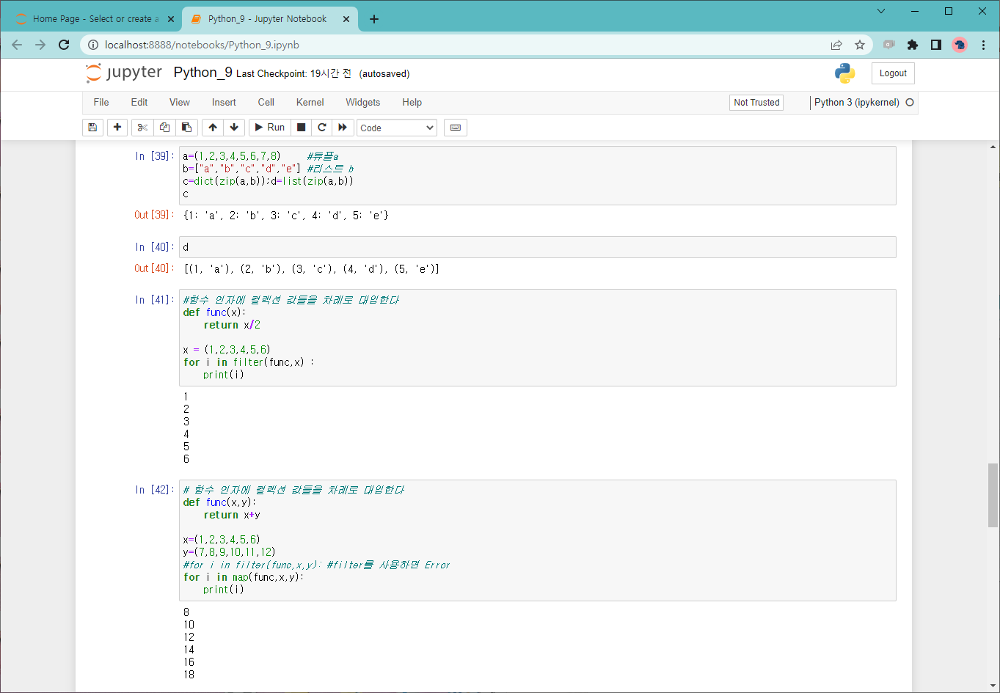 Home Page - Select or create a
Python_9 - Jupyter Notebook
localhost:8888/notebooks/Python_9.ipynb
jupyter Python_9 Last Checkpoint: 19시간 전 (autosaved)
Logout
File Edit View Insert Cell Kernel Widgets Help
Not Trusted
Python 3 (ipykernel)
Run
Code
In [39]: a=(1,2,3,4,5,6,7,8) #튜플a
b=["a","b","c","d","e"] #리스트 b
c=dict(zip(a,b));d=list(zip(a,b))
c
Out[39]: {1: 'a', 2: 'b', 3: 'c', 4: 'd', 5: 'e'}
In [40]: d
Out[40]: [(1, 'a'), (2, 'b'), (3, 'c'), (4, 'd'), (5, 'e')]
In [41]: #함수 인자에 컬렉션 값들을 차례로 대입한다
def func(x):
return x/2
x = (1,2,3,4,5,6)
for i in filter(func,x) :
print(i)
1
2
3
4
5
6
In [42]: # 함수 인자에 컬렉션 값들을 차례로 대입한다
def func(x,y):
return x+y
x=(1,2,3,4,5,6)
y=(7,8,9,10,11,12)
#for i in filter(func,x,y): #filter를 사용하면 Error
for i in map(func,x,y):
print(i)
8
10
12
14
16
18